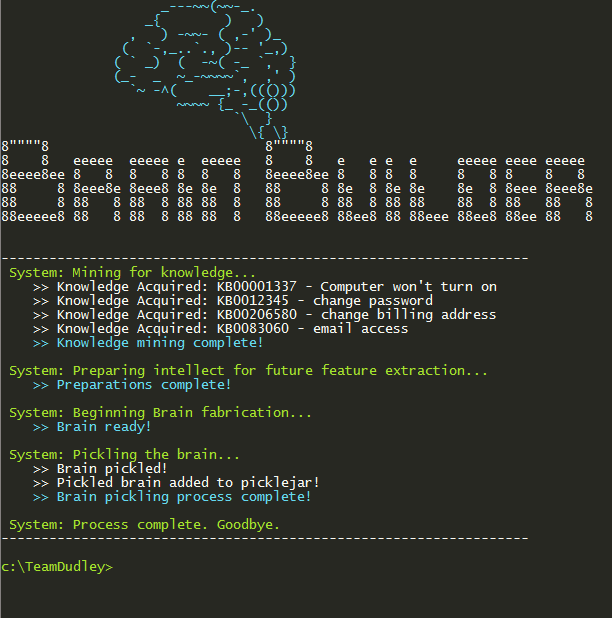 BRAIN BUILDER
System: Mining for knowledge...
>> Knowledge Acquired: KB00001337 - Computer won't turn on
>> Knowledge Acquired: KB0012345 - change password
>> Knowledge Acquired: KB00206580 - change billing address
>> Knowledge Acquired: KB0083060 - email access
>> Knowledge mining complete!
System: Preparing intellect for future feature extraction...
>> Preparations complete!
System: Beginning Brain fabrication...
>> Brain ready!
System: Pickling the brain...
>> Brain pickled!
>> Pickled brain added to picklejar!
>> Brain pickling process complete!
System: Process complete. Goodbye.
c:\TeamDudley>